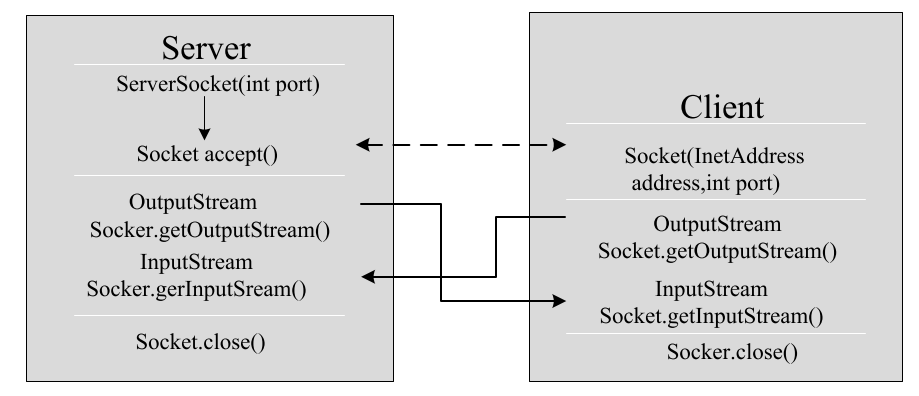 Server
ServerSocket(int port)
Socket accept()
OutputStream
Socker.getOutputStream()
InputStream
Socker.gerInputSream()
Socket.close()
Client
Socket(InetAddress
address,int port)
OutputStream
Socket.getOutputStream()
InputStream
Socket.getInputStream()
Socker.close()